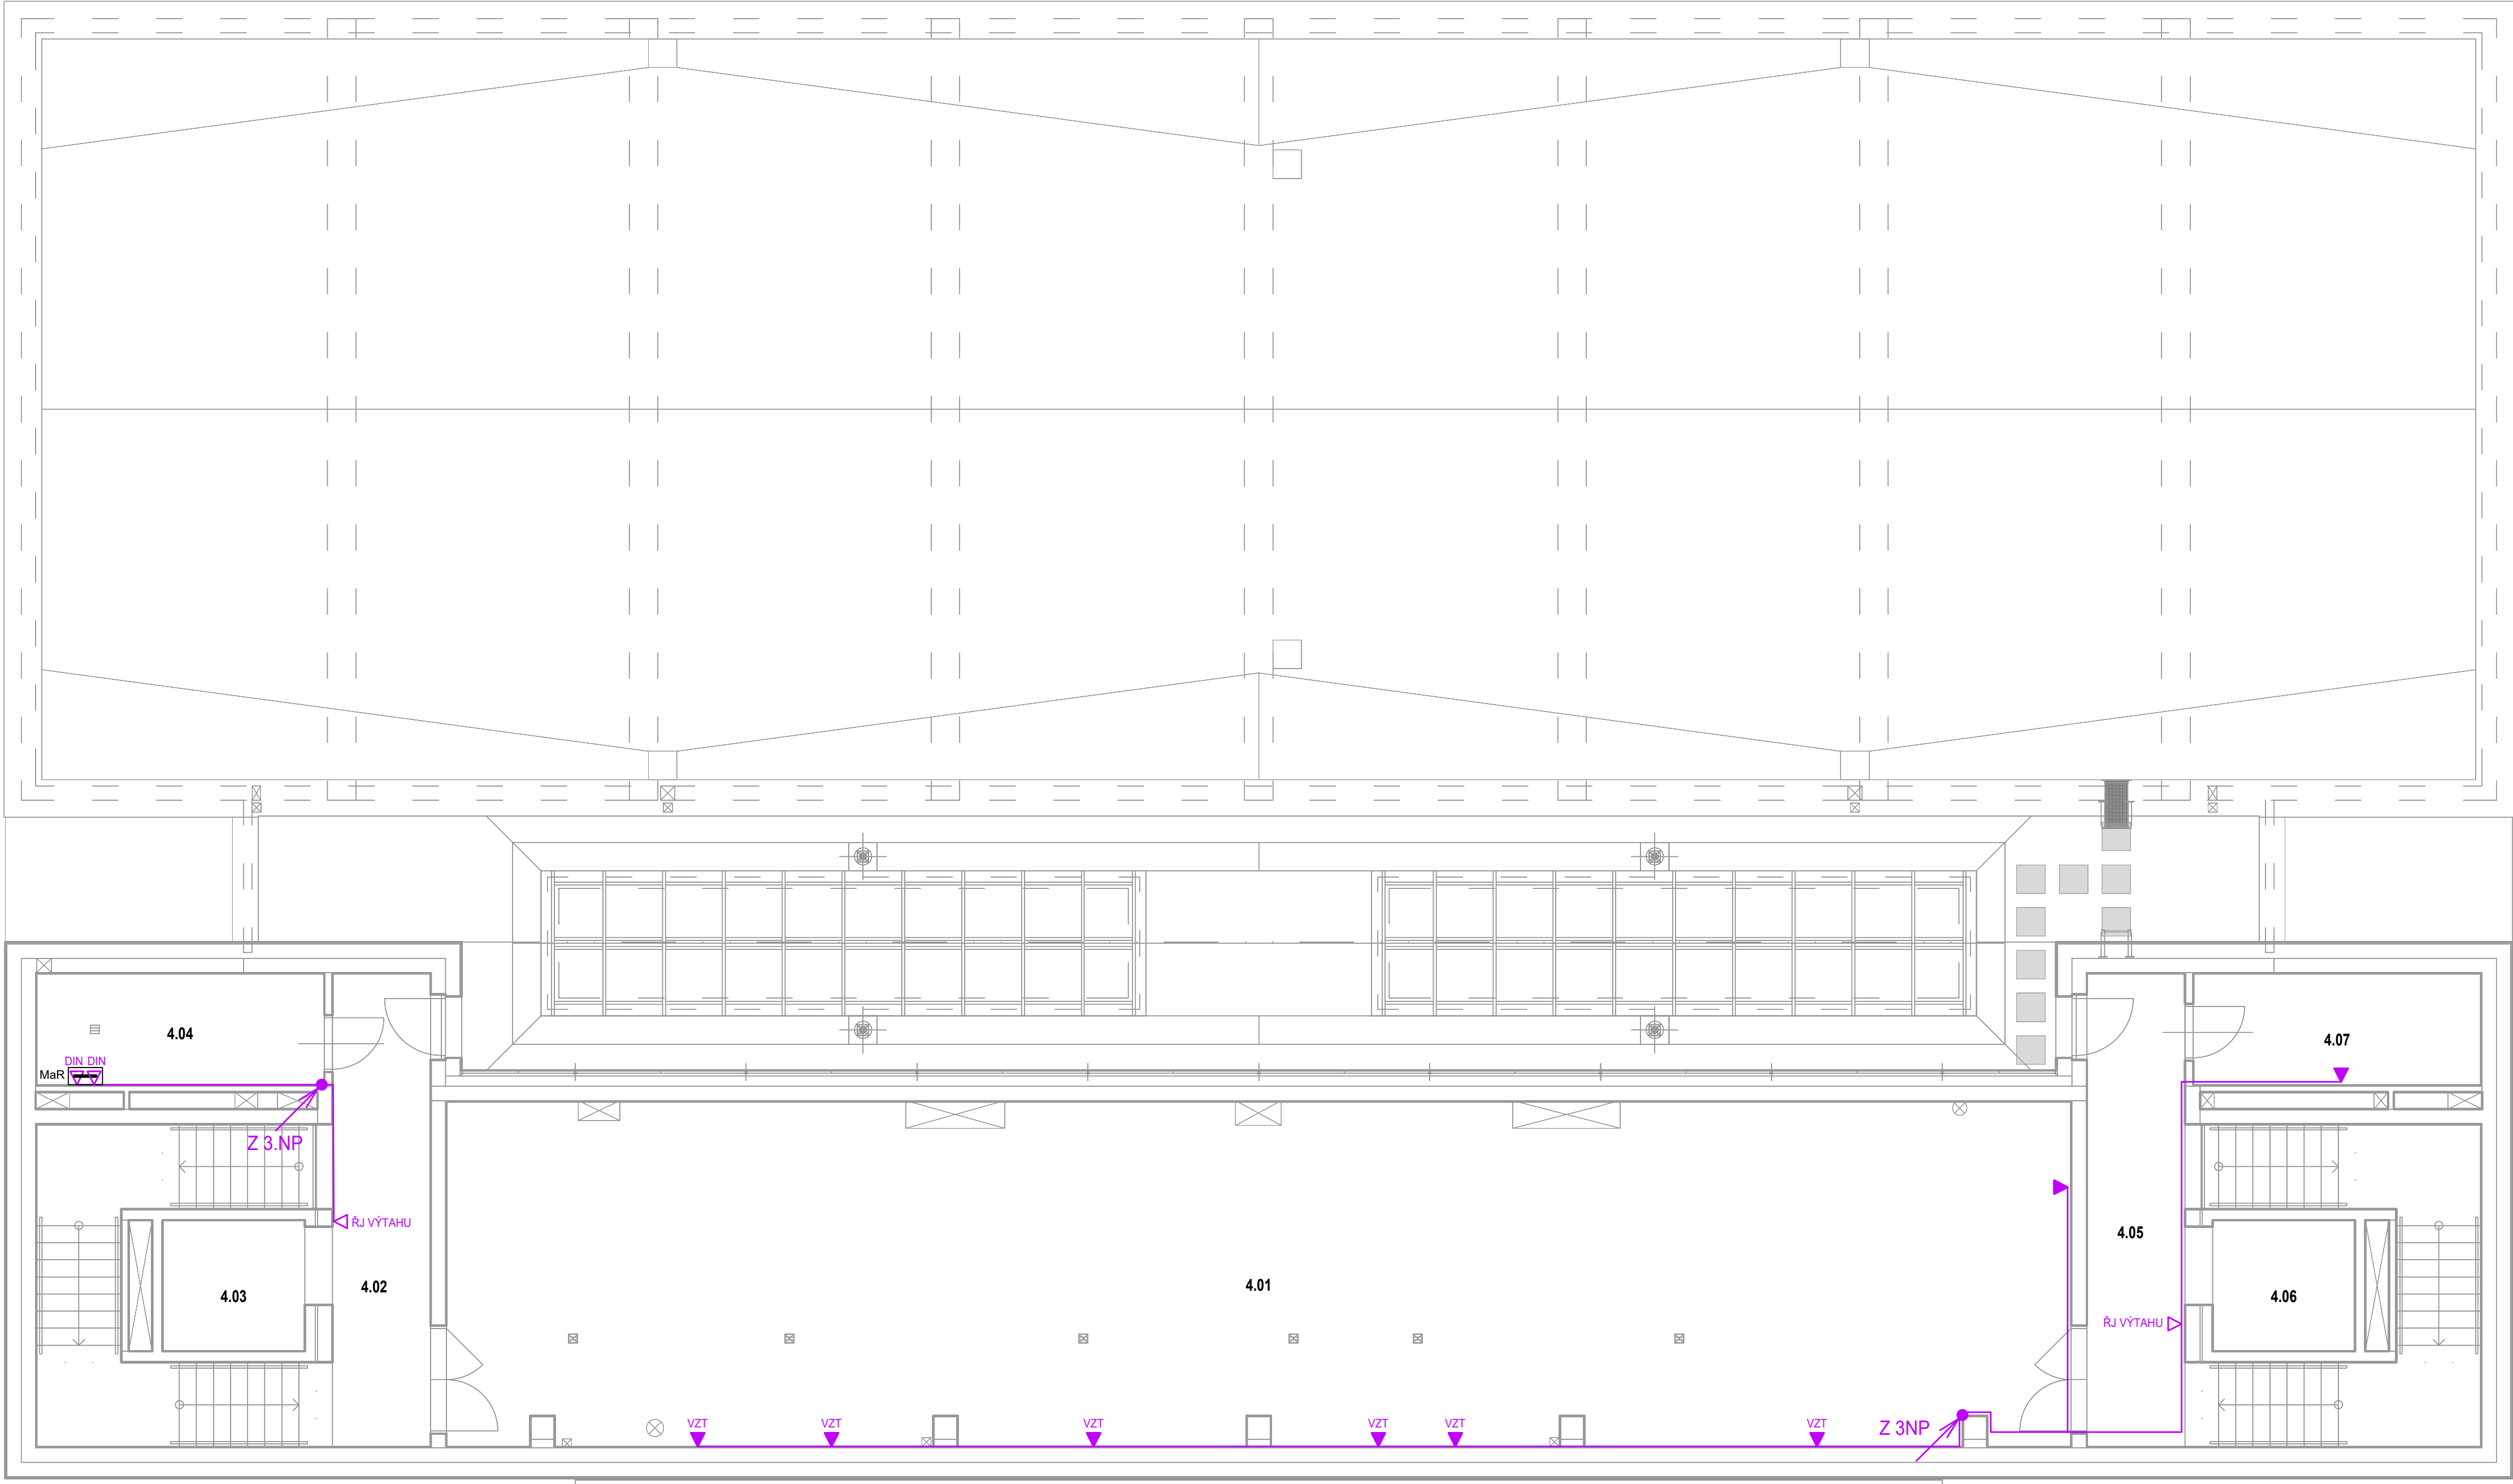 4.04
4.07
DIN DIN
MaR
Z 3.NP
ŘJ VÝTAHU
4.05
4.02
4.01
4.03
4.06
ŘJ VÝTAHU
VZT
VZT
VZT
VZT
VZT
VZT
Z 3NP